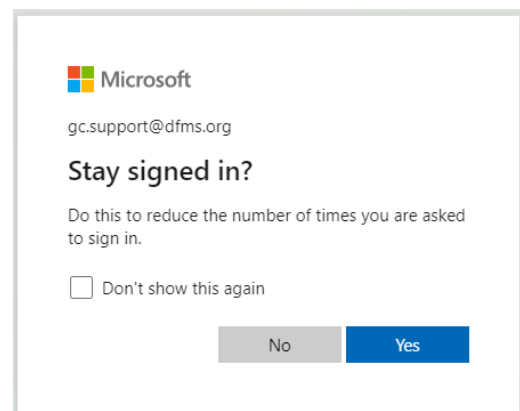 Microsoft
gc.support@dfms.org
Stay signed in?
Do this to reduce the number of times you are asked
to sign in.
Don't show this again
No
Yes